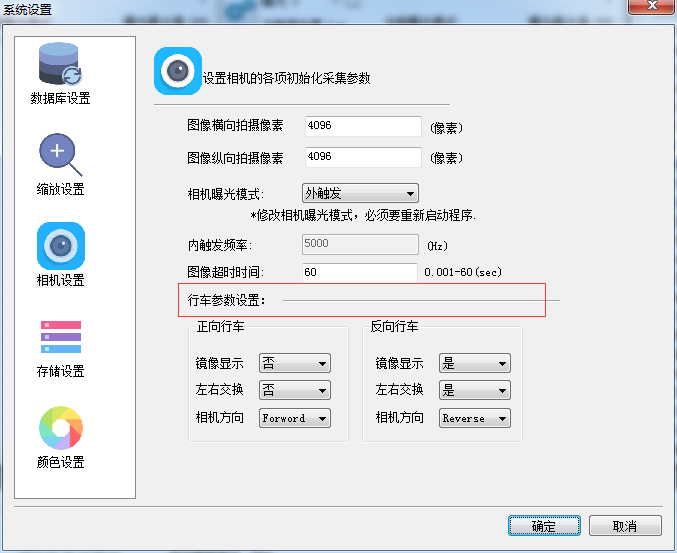 系统设置
数据库设置
缩放设置
相机设置
存储设置
颜色设置
设置相机的各项初始化采集参数
图像横向拍摄像素 4096 (像素)
图像纵向拍摄像素 4096 (像素)
相机曝光模式: 外触发
*修改相机曝光模式，必须要重新启动程序.
内触发频率: 5000 (Hz)
图像超时时间: 60 0.001-60(sec)
行车参数设置:
正向行车
镜像显示 否
左右交换 否
相机方向 Forword
反向行车
镜像显示 是
左右交换 是
相机方向 Reverse
确定 取消